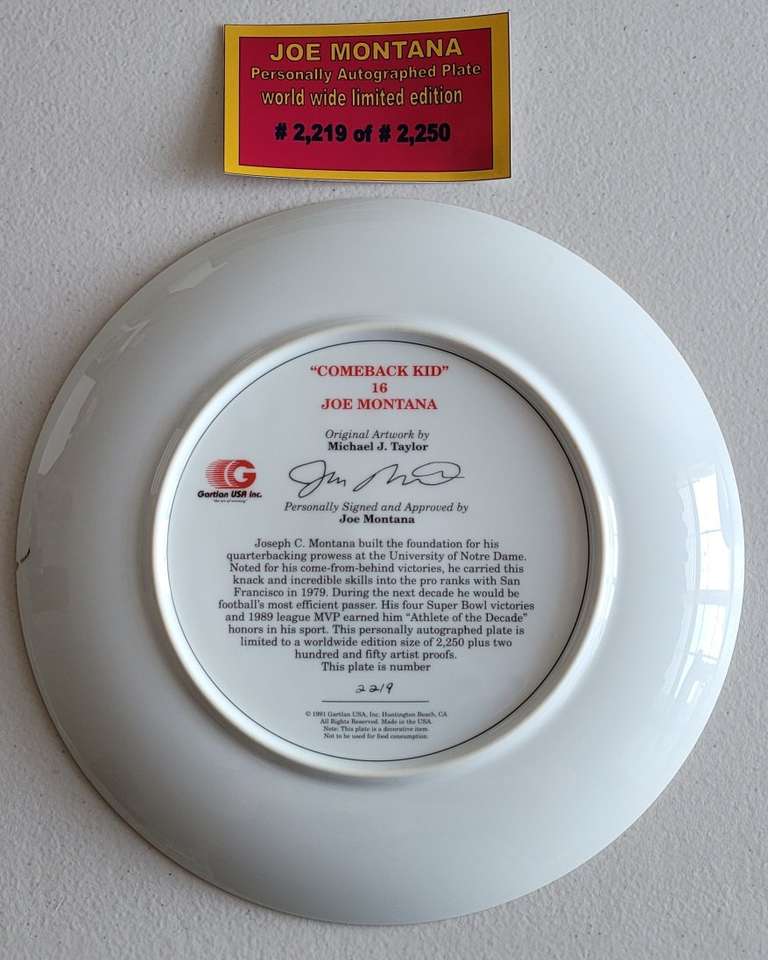 JOE MONTANA
Personally Autographed Plate
world wide limited edition
# 2,219 of # 2,250
"COMEBACK KID"
16
JOE MONTANA
Original Artwork by
Michael J. Taylor
G
Gartlan USA Inc.
Personally Signed and Approved by
Joe Montana
Joseph C. Montana built the foundation for his
quarterbacking prowess at the University of Notre Dame.
Noted for his come-from-behind victories, he carried this
knack and incredible skills into the pro ranks with San
Francisco in 1979. During the next decade he would be
football's most efficient passer. His four Super Bowl victories
and 1989 league MVP earned him "Athlete of the Decade"
honors in his sport. This personally autographed plate is
limited to a worldwide edition size of 2,250 plus two
hundred and fifty artist proofs.
This plate is number
2219
© 1991 Gartlan USA, Inc. Huntington Beach, CA
All Rights Reserved. Made in the USA
Note: This plate is a decorative item.
Not to be used for food consumption.